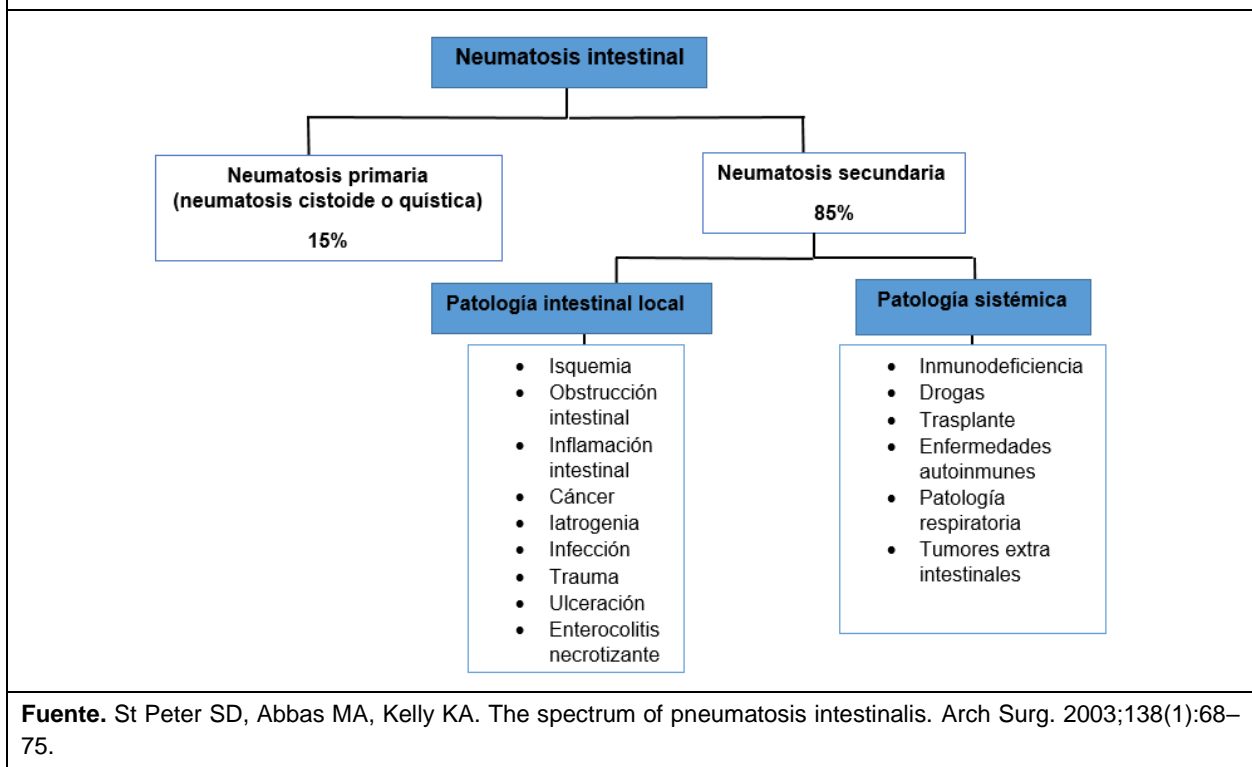 Neumatosis intestinal
Neumatosis primaria
(neumatosis cistoide o quística)
15%
Neumatosis secundaria
85%
Patología intestinal local
Patología sistémica
• Isquemia
• Obstrucción
intestinal
• Inflamación
intestinal
• Cáncer
• Iatrogenia
• Infección
• Trauma
• Ulceración
• Enterocolitis
necrotizante
• Inmunodeficiencia
• Drogas
• Trasplante
• Enfermedades
autoinmunes
• Patología
respiratoria
• Tumores extra
intestinales
Fuente. St Peter SD, Abbas MA, Kelly KA. The spectrum of pneumatosis intestinalis. Arch Surg. 2003;138(1):68–
75.